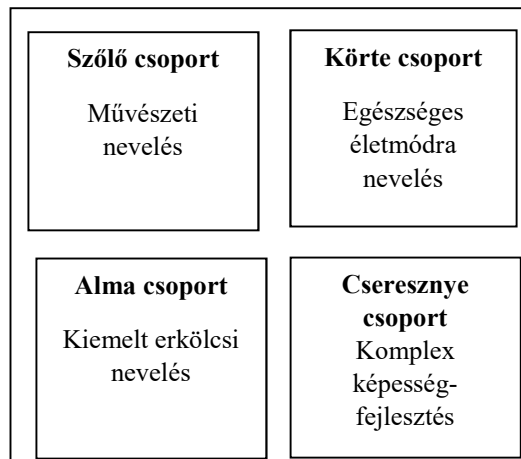 Szőlő csoport
Művészeti
nevelés
Körte csoport
Egészséges
életmódra
nevelés
Alma csoport
Kiemelt erkölcsi
nevelés
Cseresznye
csoport
Komplex
képesség-
fejlesztés